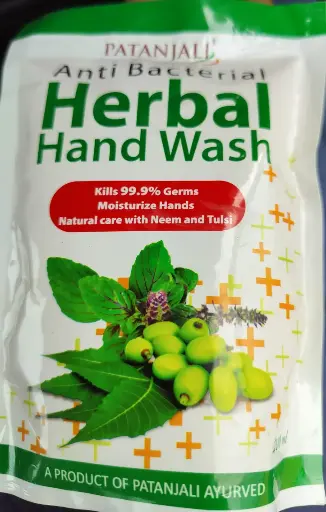 PATANJALI
Anti Bacterial
Herbal
Hand Wash
Kills 99.9% Germs
Moisturize Hands
Natural care with Neem and Tulsi
A PRODUCT OF PATANJALI AYURVED